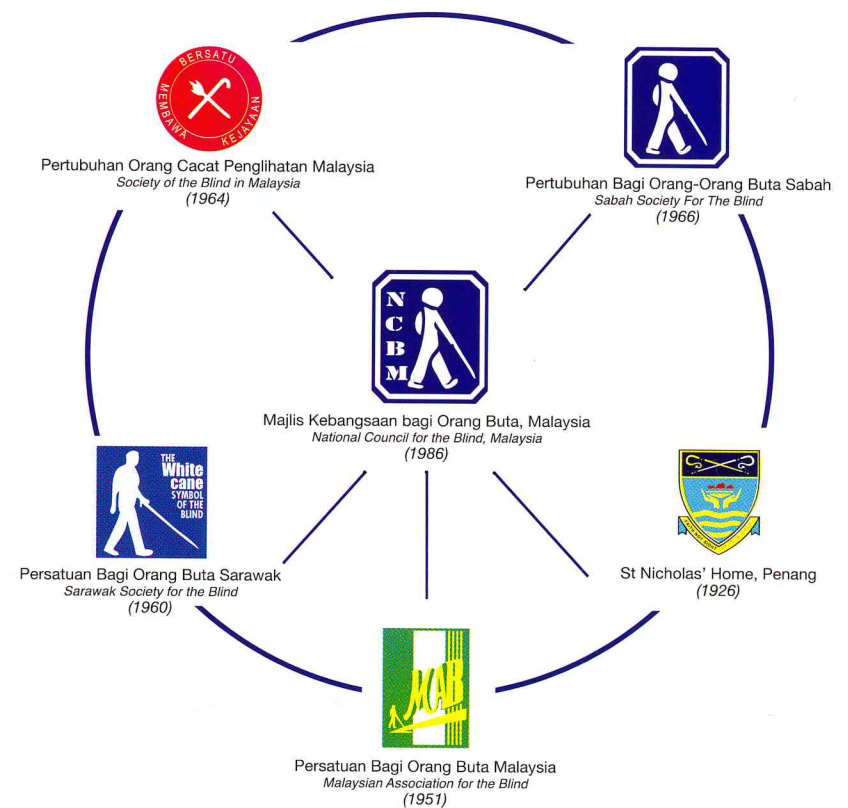 BERSATU
MEMBAWA
KEJAYAAN
Pertubuhan Orang Cacat Penglihatan Malaysia
Society of the Blind in Malaysia
(1964)
Pertubuhan Bagi Orang-Orang Buta Sabah
Sabah Society For The Blind
(1966)
N
C
B
M
Majlis Kebangsaan bagi Orang Buta, Malaysia
National Council for the Blind, Malaysia
(1986)
THE
White
cane
SYMBOL
OF THE
BLIND
Persatuan Bagi Orang Buta Sarawak
Sarawak Society for the Blind
(1960)
FAITH NOT SIGHT
St Nicholas' Home, Penang
(1926)
MAB
Persatuan Bagi Orang Buta Malaysia
Malaysian Association for the Blind
(1951)